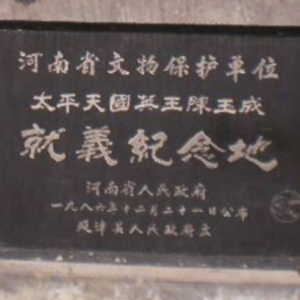 河南省文物保护单位
太平天國英王陳玉成
就義紀念地
河南省人民政府
一九八六年十一月二十一日公布
延津县人民政府立